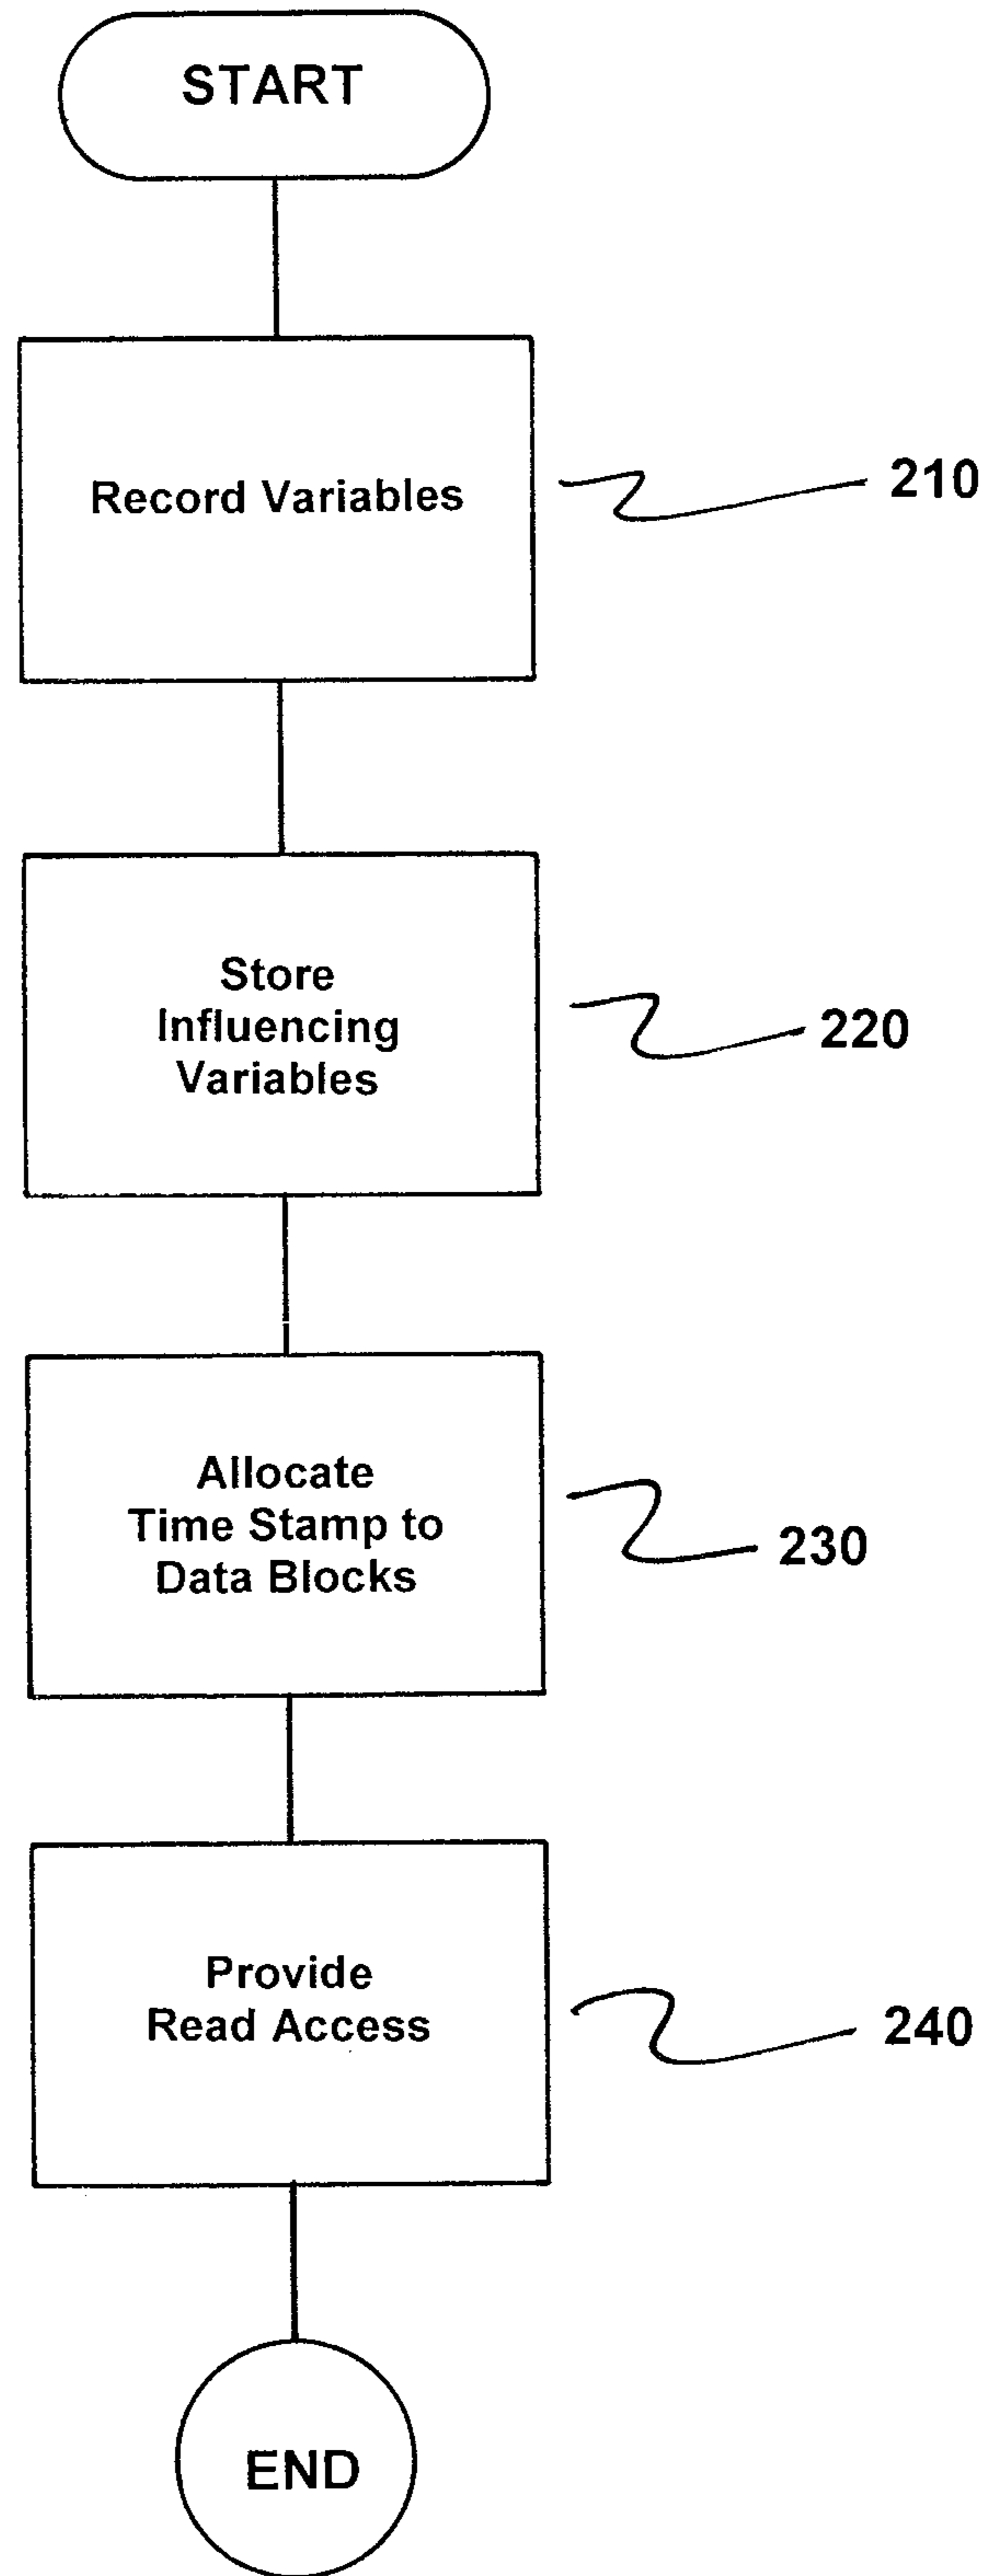 START
Record Variables
210
Store
Influencing
Variables
220
Allocate
Time Stamp to
Data Blocks
230
Provide
Read Access
240
END